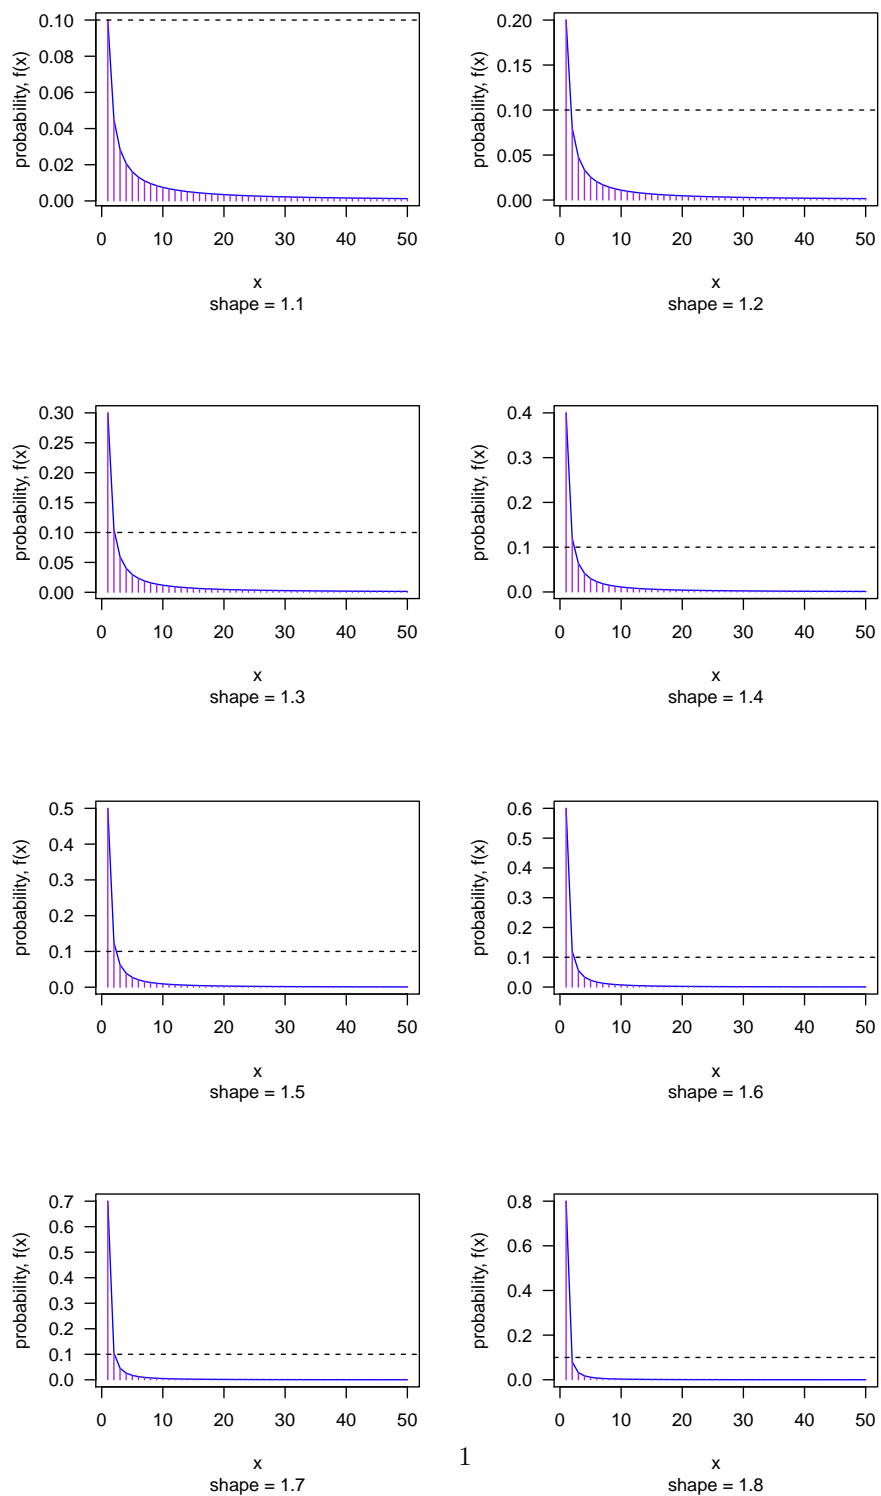 probability, f(x)
0.10
0.08
0.06
0.04
0.02
0.00
0 10 20 30 40 50
x
shape = 1.1
probability, f(x)
0.20
0.15
0.10
0.05
0.00
0 10 20 30 40 50
x
shape = 1.2
probability, f(x)
0.30
0.25
0.20
0.15
0.10
0.05
0.00
0 10 20 30 40 50
x
shape = 1.3
probability, f(x)
0.4
0.3
0.2
0.1
0.0
0 10 20 30 40 50
x
shape = 1.4
probability, f(x)
0.5
0.4
0.3
0.2
0.1
0.0
0 10 20 30 40 50
x
shape = 1.5
probability, f(x)
0.6
0.5
0.4
0.3
0.2
0.1
0.0
0 10 20 30 40 50
x
shape = 1.6
probability, f(x)
0.7
0.6
0.5
0.4
0.3
0.2
0.1
0.0
0 10 20 30 40 50
x
shape = 1.7
probability, f(x)
0.8
0.6
0.4
0.2
0.0
0 10 20 30 40 50
x
shape = 1.8
1